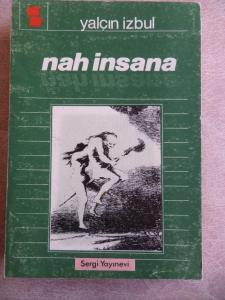 yalçın izbul
nah insana
Sergi Yayınevi